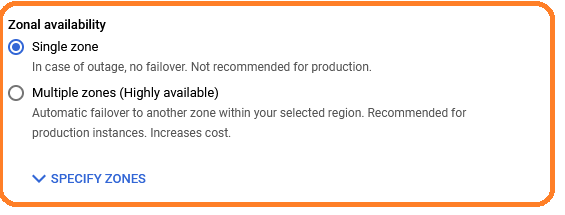 Zonal availability
Single zone
In case of outage, no failover. Not recommended for production.
Multiple zones (Highly available)
Automatic failover to another zone within your selected region. Recommended for
production instances. Increases cost.
SPECIFY ZONES